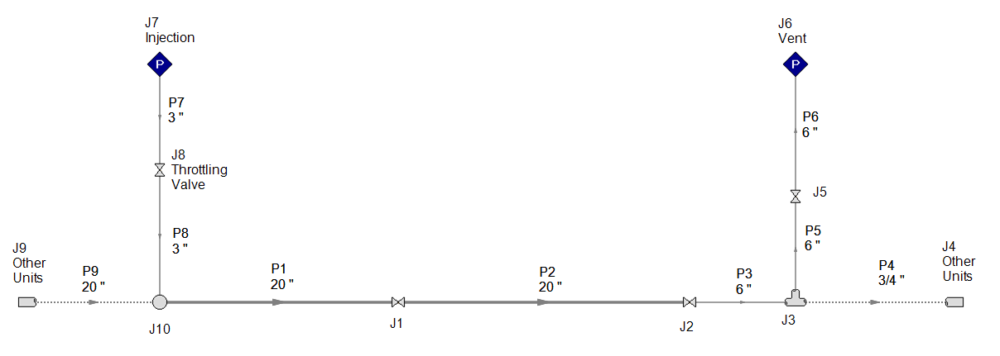 J7
Injection
P
P7
3 "
J8
Throttling
Valve
P8
3 "
J9
Other
Units
P9
20 "
J10
P1
20 "
J1
P2
20 "
J2
P3
6 "
J3
J6
Vent
P
P6
6 "
J5
P5
6 "
P4
3/4 "
J4
Other
Units